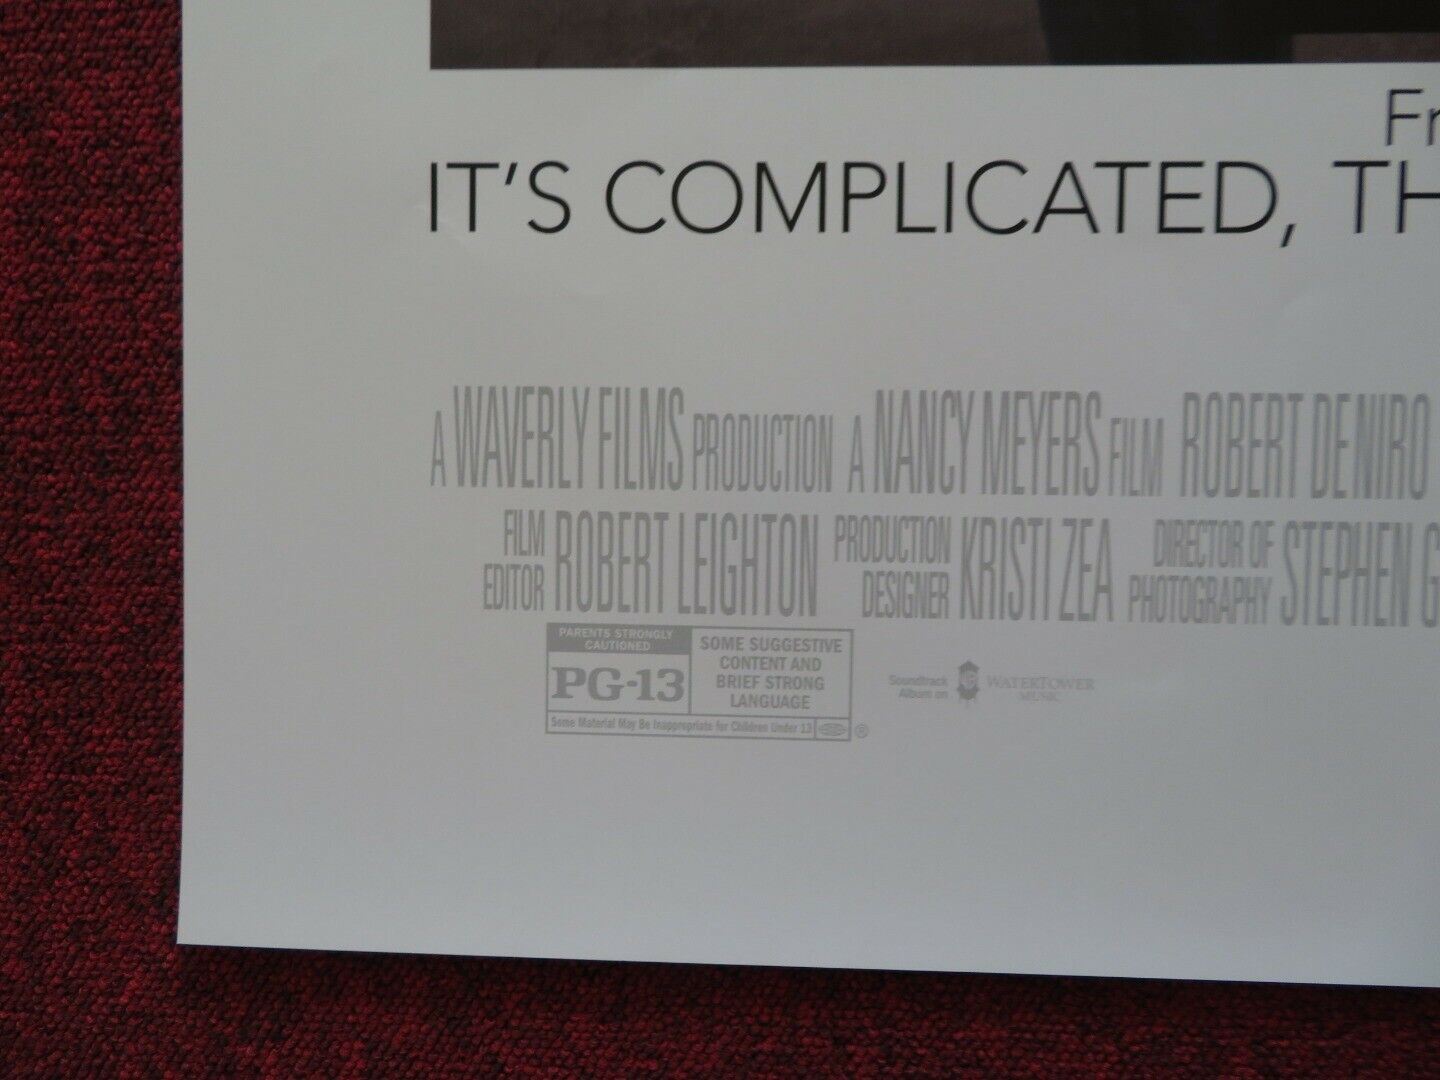 Fr
IT'S COMPLICATED, TH
A WAVERLY FILMS PRODUCTION A NANCY MEYERS FILM ROBERT DE NIRO
FILM EDITOR ROBERT LEIGHTON PRODUCTION DESIGNER KRISTI ZEA DIRECTOR OF PHOTOGRAPHY STEPHEN G
PARENTS STRONGLY CAUTIONED
PG-13
SOME SUGGESTIVE
CONTENT AND
BRIEF STRONG
LANGUAGE
Some Material May Be Inappropriate for Children Under 13
®
Soundtrack
Album on
WATERTOWER
MUSIC